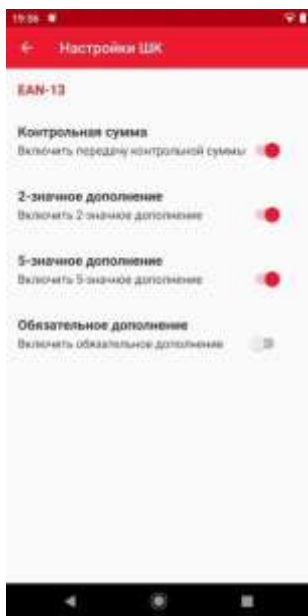 19:56
Настройки ШК
EAN-13
Контрольная сумма
Включить передачу контрольной суммы
2-значное дополнение
Включить 2-значное дополнение
5-значное дополнение
Включить 5-значное дополнение
Обязательное дополнение
Включить обязательное дополнение